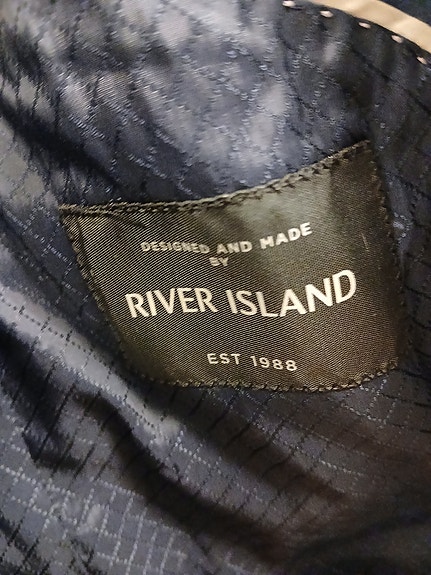 DESIGNED AND MADE
BY
RIVER ISLAND
EST 1988